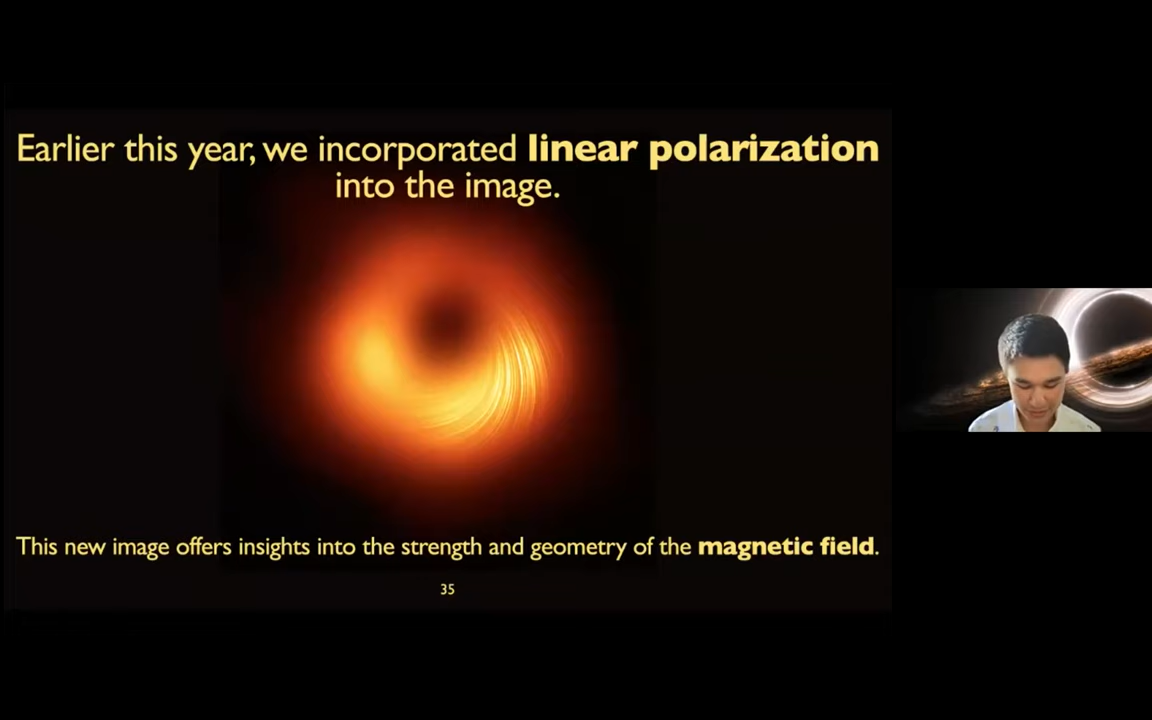 Earlier this year, we incorporated linear polarization
into the image.
This new image offers insights into the strength and geometry of the magnetic field.
35